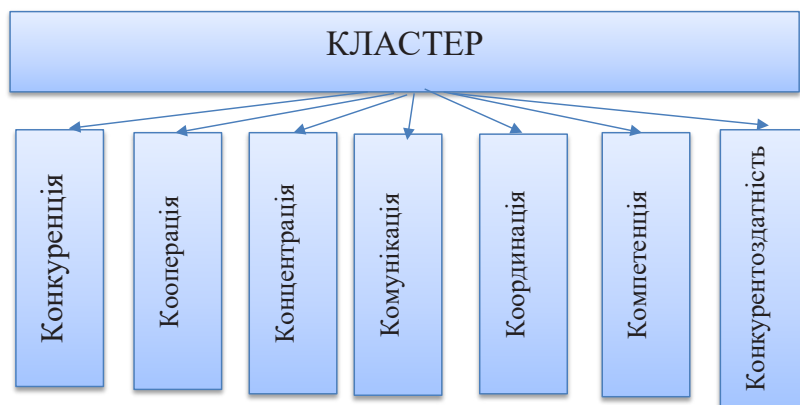 КЛАСТЕР
Конкуренція
Кооперація
Концентрація
Комунікація
Координація
Компетенція
Конкурентоздатність